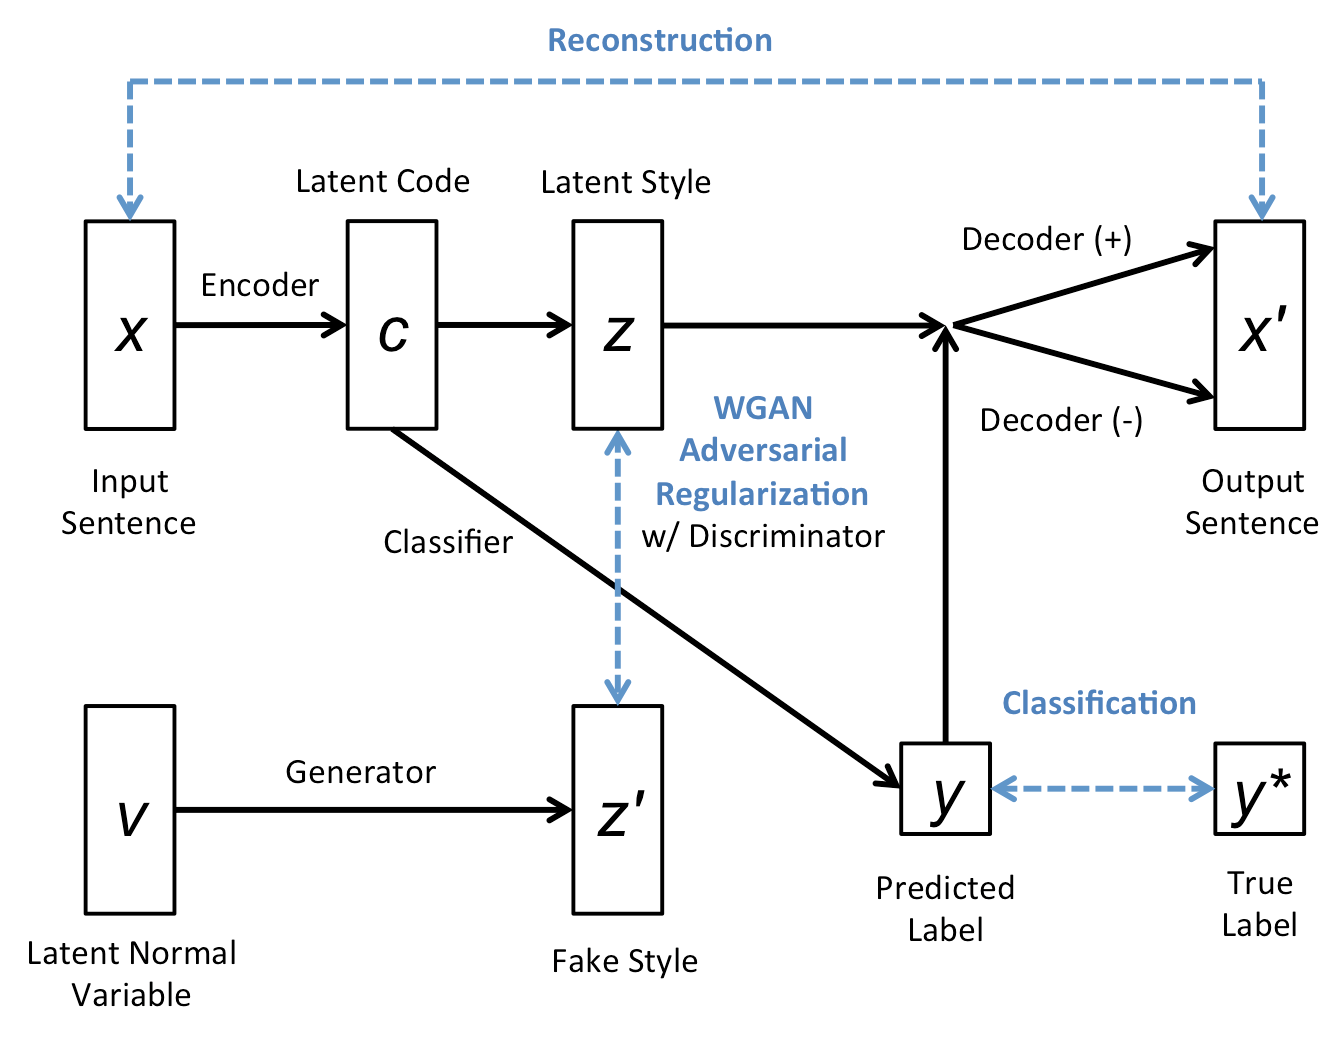 Reconstruction
Latent Code
Latent Style
Encoder
Decoder (+)
x
c
z
x'
Decoder (-)
WGAN
Adversarial
Regularization
w/ Discriminator
Input
Sentence
Output
Sentence
Classifier
Classification
Generator
v
z'
y
y*
Predicted
Label
True
Label
Latent Normal
Variable
Fake Style